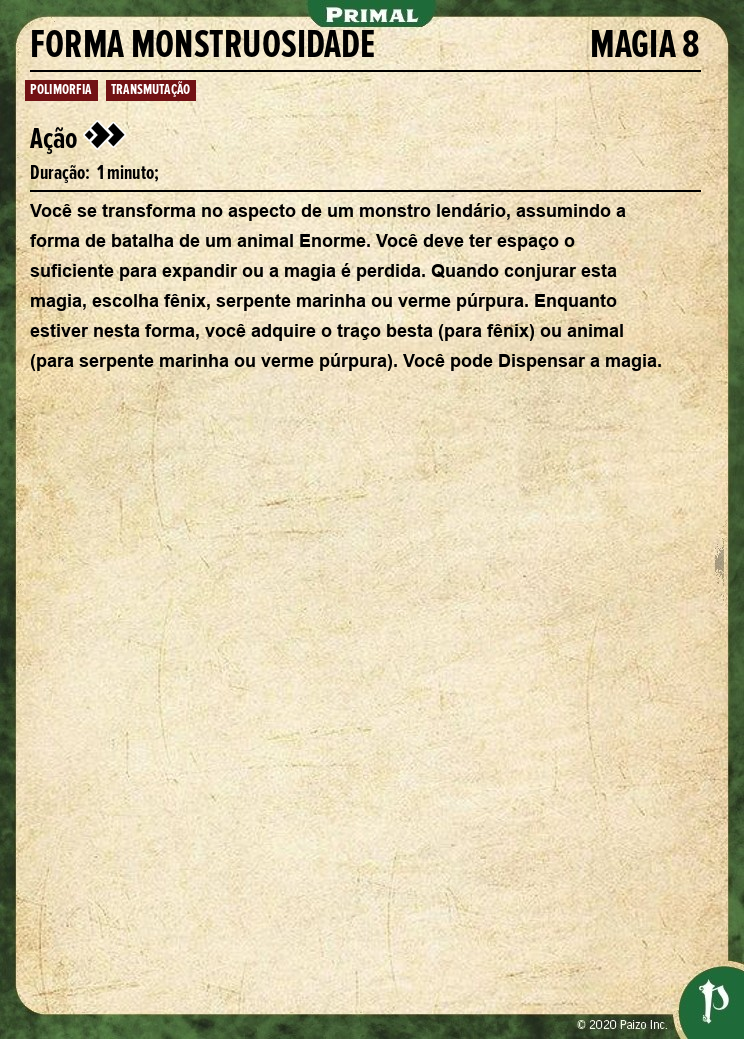 PRIMAL
FORMA MONSTRUOSIDADE MAGIA 8
POLIMORFIA TRANSMUTAÇÃO
Ação
Duração: 1 minuto;
Você se transforma no aspecto de um monstro lendário, assumindo a
forma de batalha de um animal Enorme. Você deve ter espaço o
suficiente para expandir ou a magia é perdida. Quando conjurar esta
magia, escolha fênix, serpente marinha ou verme púrpura. Enquanto
estiver nesta forma, você adquire o traço besta (para fênix) ou animal
(para serpente marinha ou verme púrpura). Você pode Dispensar a magia.
© 2020 Paizo Inc.